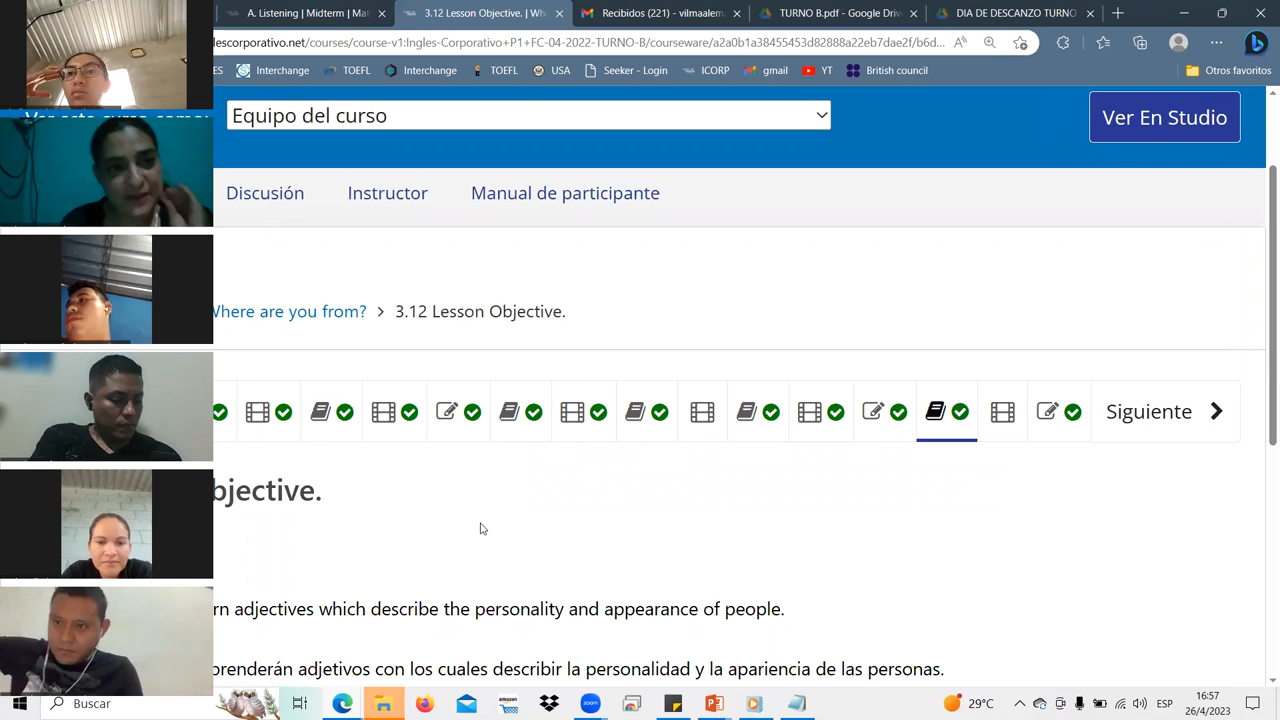 A. Listening | Midterm | Mat
3.12 Lesson Objective. | Wh
Recibidos (221) - vilmaalem
TURNO B.pdf - Google Driv
DIA DE DESCANZO TURNO
lescorporativo.net/courses/course-v1:Ingles-Corporativo+P1+FC-04-2022-TURNO-B/courseware/a2a0b1a38455453d82888a22eb7dae2f/b6d...
ES
Interchange
TOEFL
Interchange
TOEFL
USA
Seeker - Login
ICORP
gmail
YT
British council
Otros favoritos
Equipo del curso
Ver En Studio
Discusión
Instructor
Manual de participante
Where are you from? > 3.12 Lesson Objective.
Siguiente
bjective.
rn adjectives which describe the personality and appearance of people.
prenderán adjetivos con los cuales describir la personalidad y la apariencia de las personas.
Buscar
29°C
ESP
16:57
26/4/2023